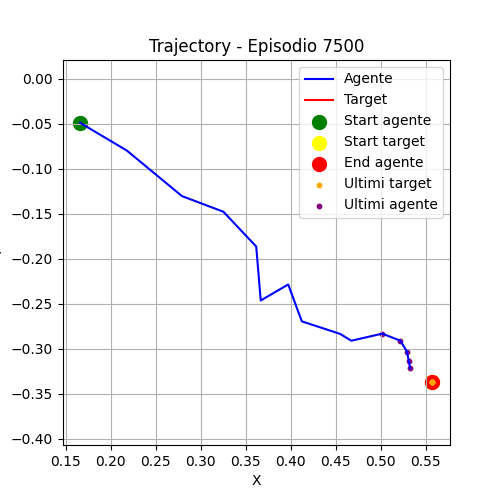 Trajectory - Episodio 7500
Agente
Target
Start agente
Start target
End agente
Ultimi target
Ultimi agente
0.00
−0.05
−0.10
−0.15
−0.20
−0.25
−0.30
−0.35
−0.40
0.15 0.20 0.25 0.30 0.35 0.40 0.45 0.50 0.55
X